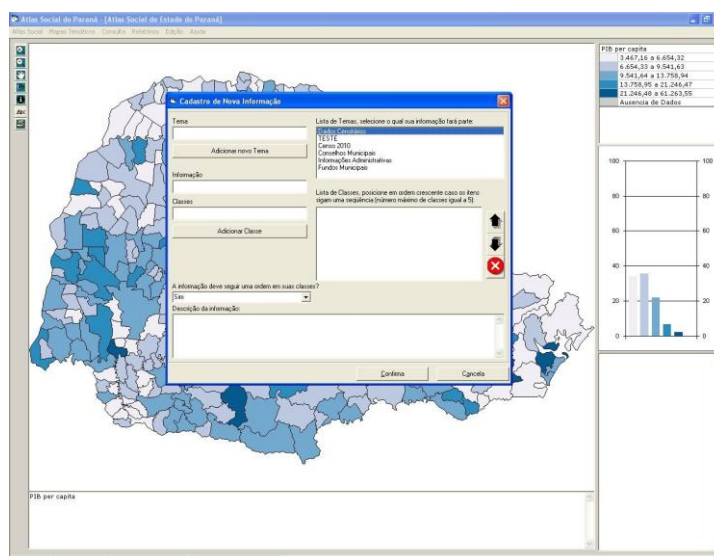 Atlas Social de Paraná - [Atlas Social do Estado do Paraná]
Atlas Social Mapas Temáticos Consulta Relatórios Edição Ajuda
PIB per capita
3.467,16 a 6.654,32
6.654,33 a 9.541,63
9.541,64 a 13.758,94
13.758,95 a 21.246,47
21.246,48 a 61.263,55
Ausencia de Dados
Cadastro de Nova Informação
Tema
Adicionar novo Tema
Informação
Classes
Adicionar Classe
Lista de Temas, selecione o qual sua informação fará parte:
Dados Censitários
TESTE
Censo 2010
Conselhos Municipais
Informações Administrativas
Fundos Municipais
Lista de Classes, posicione em ordem crescente caso os itens
sigam uma seqüência (número máximo de classes igual a 5):
A informação deve seguir uma ordem em suas classes?
Sim
Descrição da informação:
Confirma
Cancela
100 100
80 80
60 60
40 40
20 20
0 0
PIB per capita